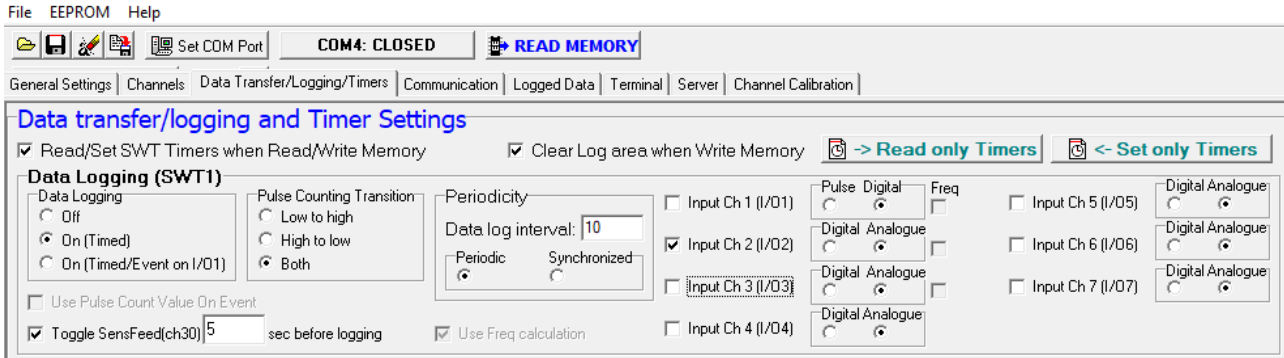 File EEPROM Help
Set COM Port COM4: CLOSED READ MEMORY
General Settings Channels Data Transfer/Logging/Timers Communication Logged Data Terminal Server Channel Calibration
Data transfer/logging and Timer Settings
Read/Set SWT Timers when Read/Write Memory Clear Log area when Write Memory -> Read only Timers <- Set only Timers
Data Logging (SWT1)
Data Logging
Off
On (Timed)
On (Timed/Event on I/O1)
Pulse Counting Transition
Low to high
High to low
Both
Periodicity
Data log interval: 10
Periodic Synchronized
Use Pulse Count Value On Event
Toggle SensFeed(ch30) 5 sec before logging
Use Freq calculation
Input Ch 1 (I/O1) Pulse Digital Freq
Input Ch 2 (I/O2) Digital Analogue
Input Ch 3 (I/O3) Digital Analogue
Input Ch 4 (I/O4) Digital Analogue
Input Ch 5 (I/O5) Digital Analogue
Input Ch 6 (I/O6) Digital Analogue
Input Ch 7 (I/O7) Digital Analogue